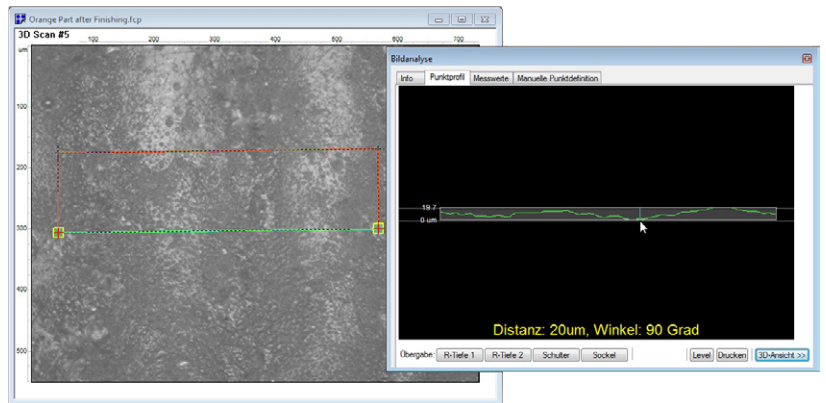 Orange Part after Finishing.fcp
3D Scan #5
um
100 200 300 400 500 600 700
100
200
300
400
500
Bildanalyse
Info Punktprofil Messwerte Manuelle Punktdefinition
19.7
0 um
Distanz: 20um, Winkel: 90 Grad
Übergabe: R-Tiefe 1 R-Tiefe 2 Schulter Sockel Level Drucken 3D-Ansicht >>